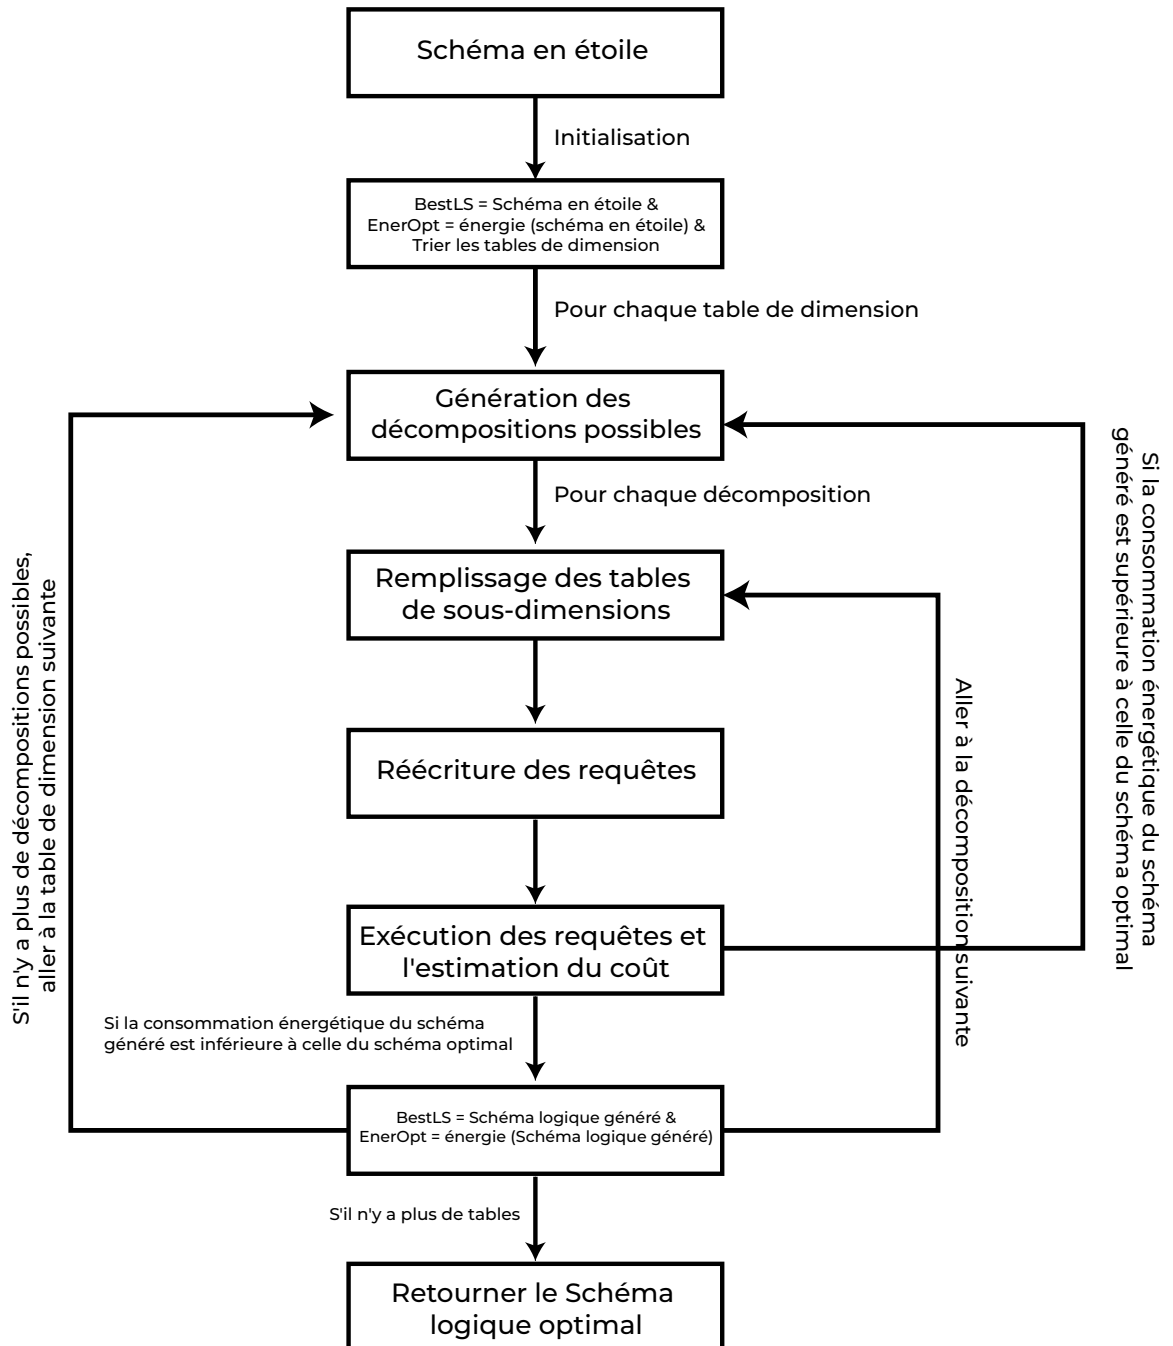 Schéma en étoile
Initialisation
BestLS = Schéma en étoile &
EnerOpt = énergie (schéma en étoile) &
Trier les tables de dimension
Pour chaque table de dimension
Génération des
décompositions possibles
Pour chaque décomposition
Remplissage des tables
de sous-dimensions
Réécriture des requêtes
Exécution des requêtes et
l'estimation du coût
Si la consommation énergétique du schéma
généré est inférieure à celle du schéma optimal
BestLS = Schéma logique généré &
EnerOpt = énergie (Schéma logique généré)
S'il n'y a plus de tables
Retourner le Schéma
logique optimal
S'il n'y a plus de décompositions possibles,
aller à la table de dimension suivante
Aller à la décomposition suivante
Si la consommation énergétique du schéma
généré est supérieure à celle du schéma optimal